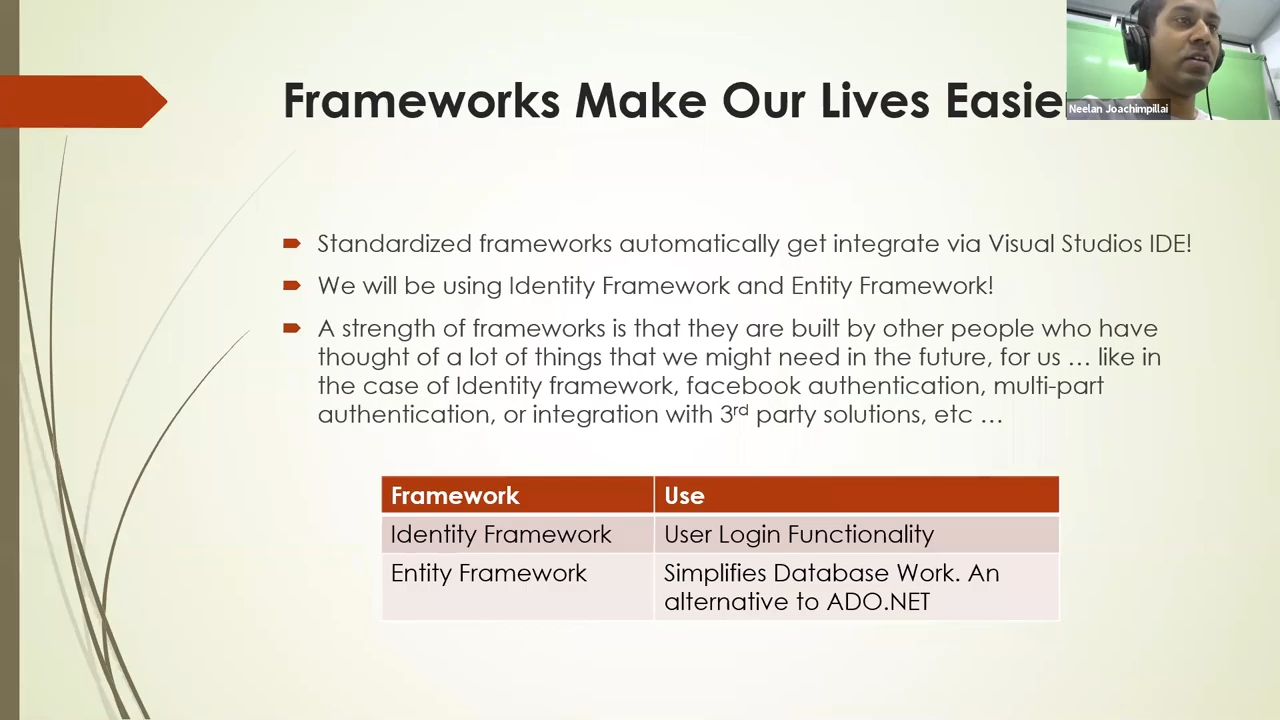 Frameworks Make Our Lives Easie
Neelan Joachimpillai
Standardized frameworks automatically get integrate via Visual Studios IDE!
We will be using Identity Framework and Entity Framework!
A strength of frameworks is that they are built by other people who have
thought of a lot of things that we might need in the future, for us … like in
the case of Identity framework, facebook authentication, multi-part
authentication, or integration with 3rd party solutions, etc …
Framework Use
Identity Framework User Login Functionality
Entity Framework Simplifies Database Work. An
alternative to ADO.NET